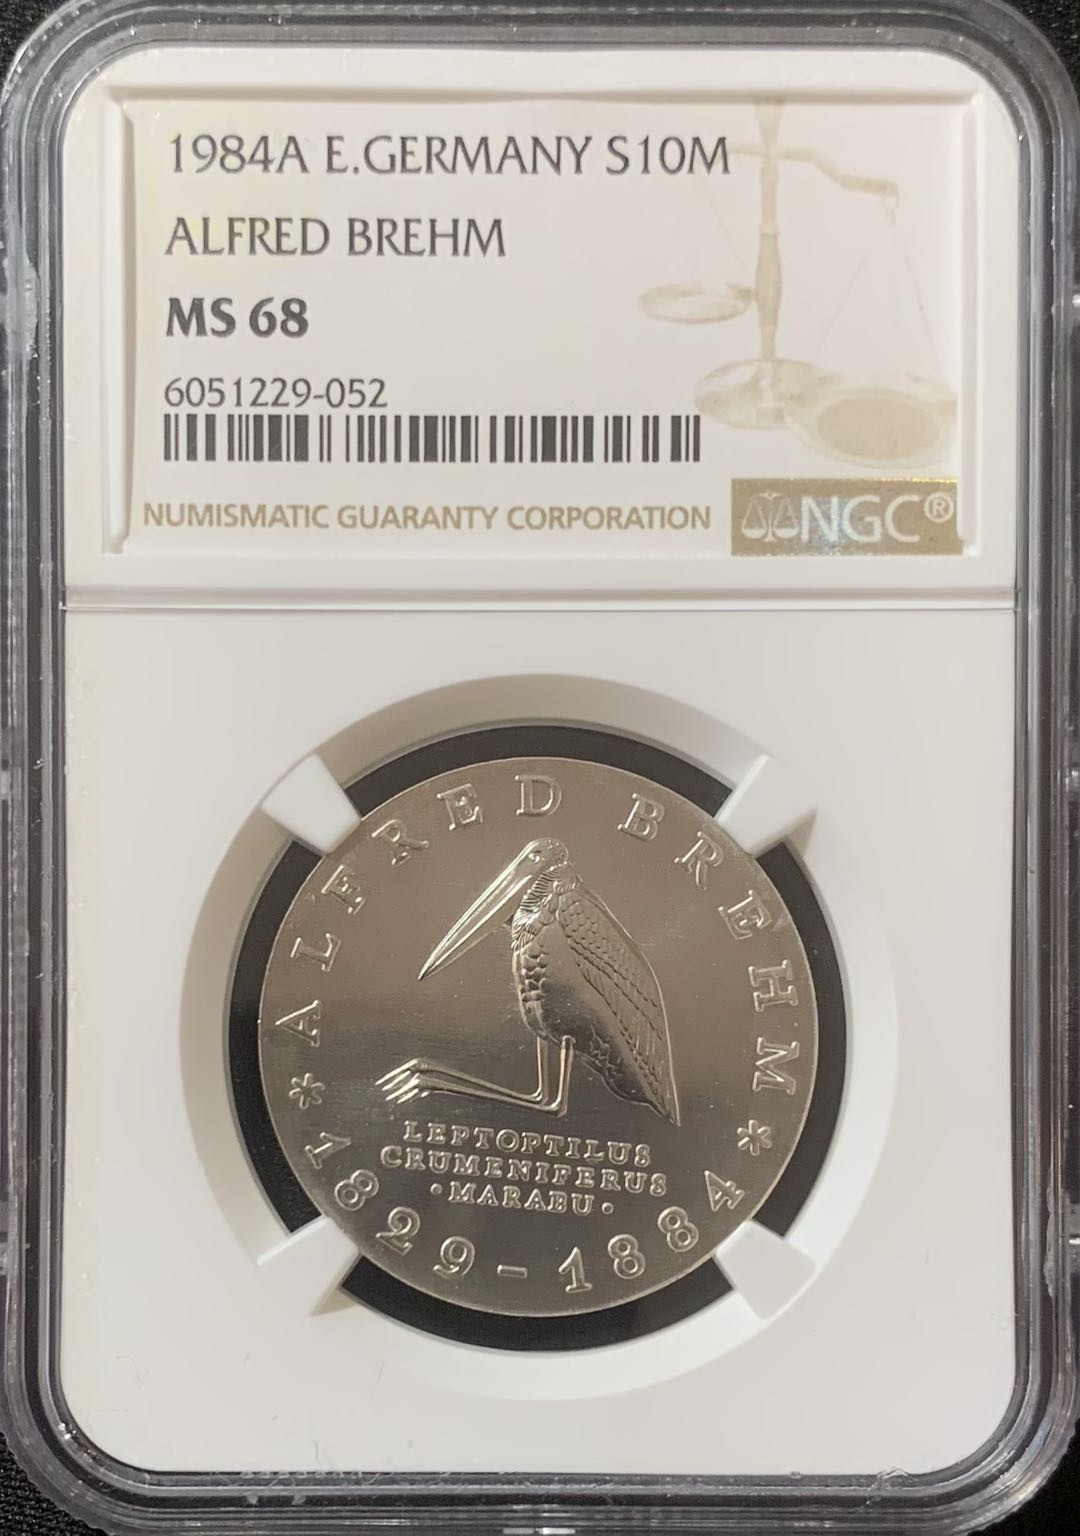 1984A E.GERMANY S10M
ALFRED BREHM
MS 68
6051229-052
NUMISMATIC GUARANTY CORPORATION
NGC®
* ALFRED BREHM *
LEPTOPTILUS
CRUMENIFERUS
·MARABU·
1829-1884